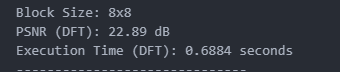 Block Size: 8x8
PSNR (DFT): 22.89 dB
Execution Time (DFT): 0.6884 seconds
------------------------------